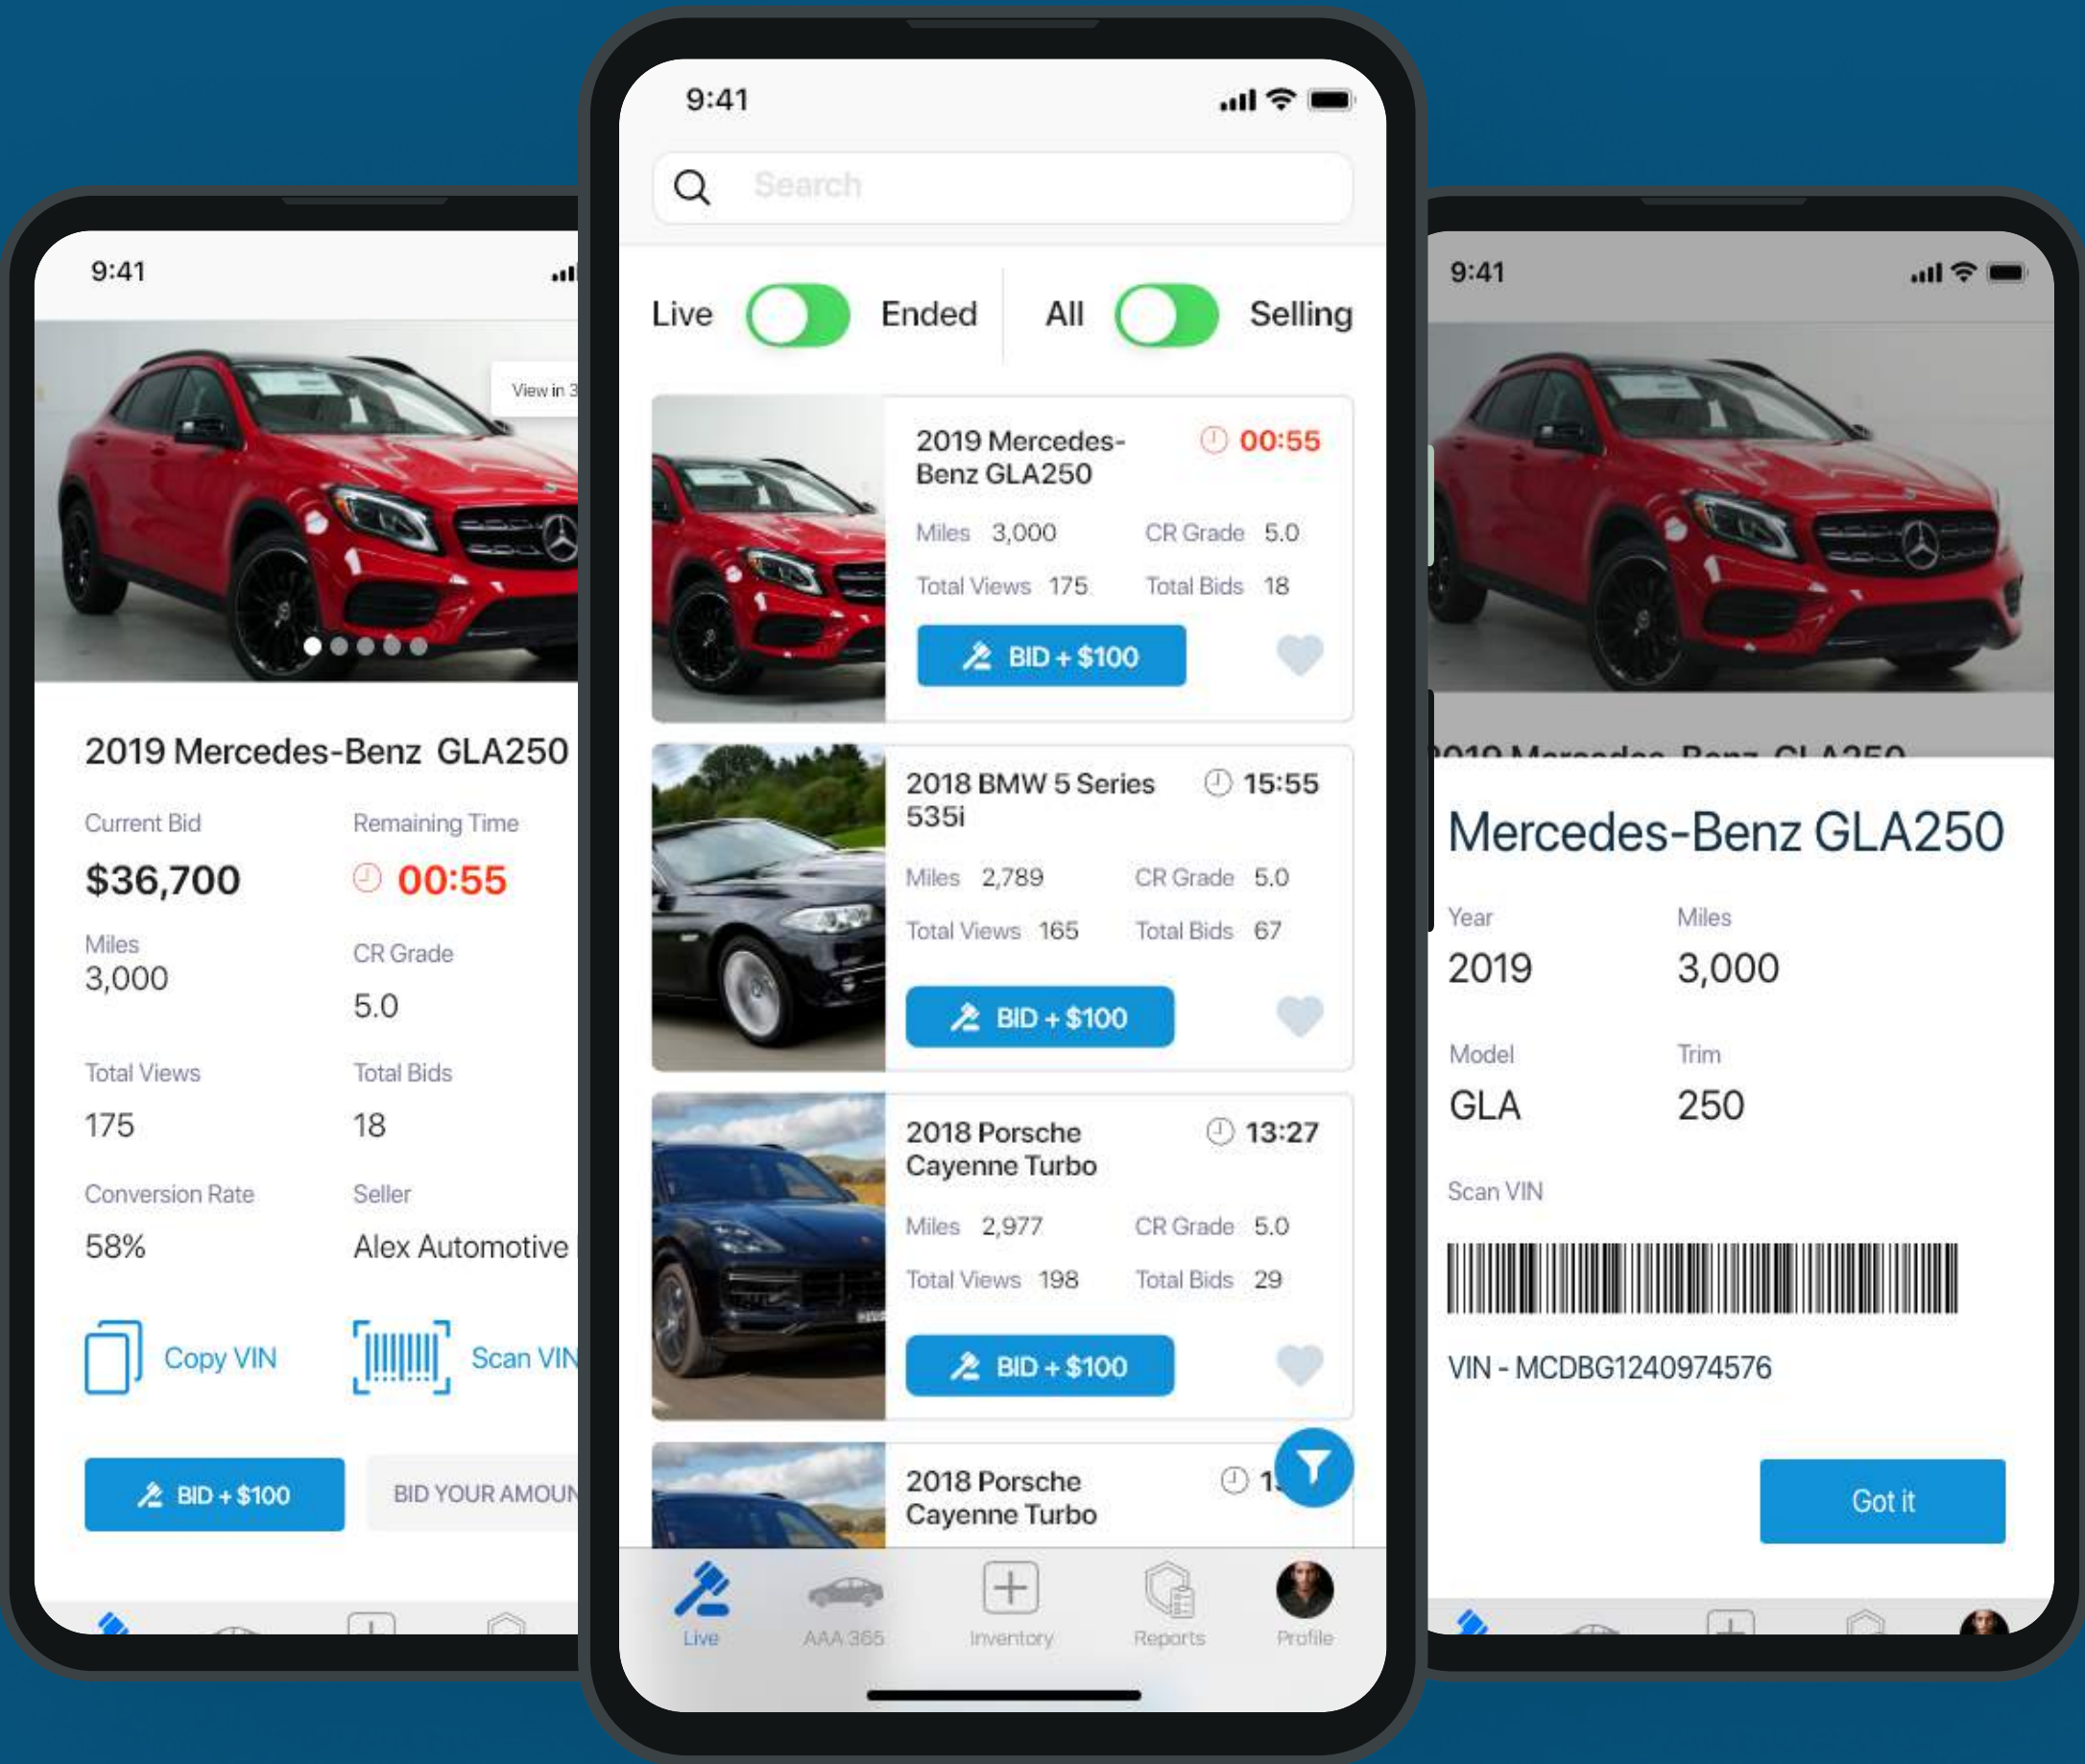 9:41
View in 3
2019 Mercedes-Benz GLA250
Current Bid
Remaining Time
$36,700
00:55
Miles
3,000
CR Grade
5.0
Total Views
Total Bids
175
18
Conversion Rate
Seller
58%
Alex Automotive
Copy VIN
Scan VIN
BID + $100
BID YOUR AMOUN
9:41
Search
Live
Ended
All
Selling
2019 Mercedes-
Benz GLA250
00:55
Miles 3,000
CR Grade 5.0
Total Views 175
Total Bids 18
BID + $100
2018 BMW 5 Series
535i
15:55
Miles 2,789
CR Grade 5.0
Total Views 165
Total Bids 67
BID + $100
2018 Porsche
Cayenne Turbo
13:27
Miles 2,977
CR Grade 5.0
Total Views 198
Total Bids 29
BID + $100
2018 Porsche
Cayenne Turbo
Live
AAA 365
Inventory
Reports
Profile
9:41
2019 Mercedes-Benz GLA250
Mercedes-Benz GLA250
Year
Miles
2019
3,000
Model
Trim
GLA
250
Scan VIN
VIN - MCDBG1240974576
Got it